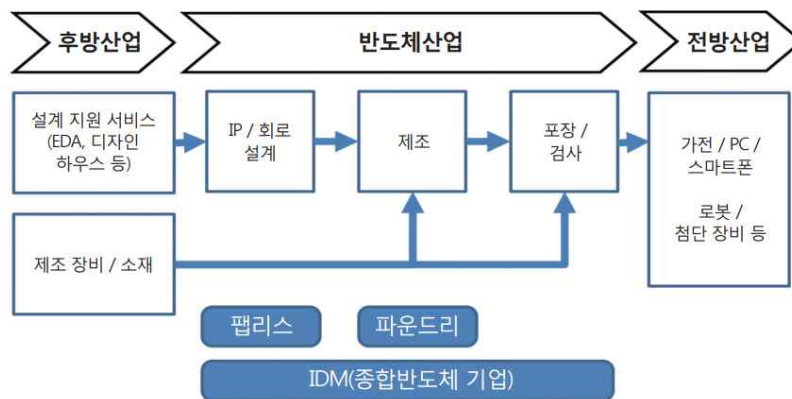 후방산업
반도체산업
전방산업
설계 지원 서비스
(EDA, 디자인
하우스 등)
IP / 회로
설계
제조
포장 /
검사
가전 / PC /
스마트폰
로봇 /
첨단 장비 등
제조 장비 / 소재
팹리스
파운드리
IDM(종합반도체 기업)